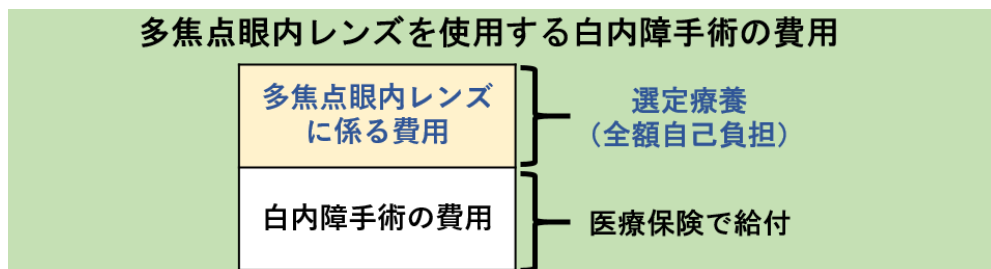 多焦点眼内レンズを使用する白内障手術の費用
多焦点眼内レンズ
に係る費用
選定療養
（全額自己負担）
白内障手術の費用
医療保険で給付